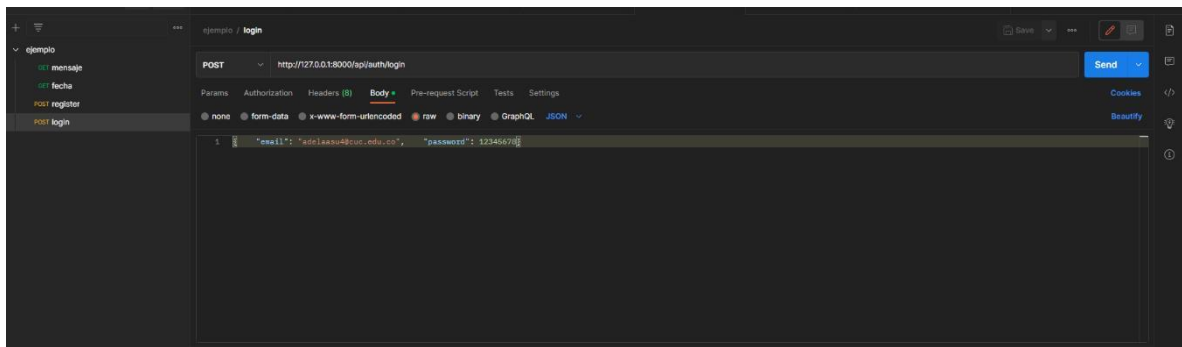 ejemplo / login
Save
ejemplo
GET mensaje
GET fecha
POST register
POST login
POST http://127.0.0.1:8000/api/auth/login Send
Params Authorization Headers (8) Body Pre-request Script Tests Settings Cookies
none form-data x-www-form-urlencoded raw binary GraphQL JSON Beautify
1 { "email": "adelaasu4@cuc.edu.co", "password": 12345678}